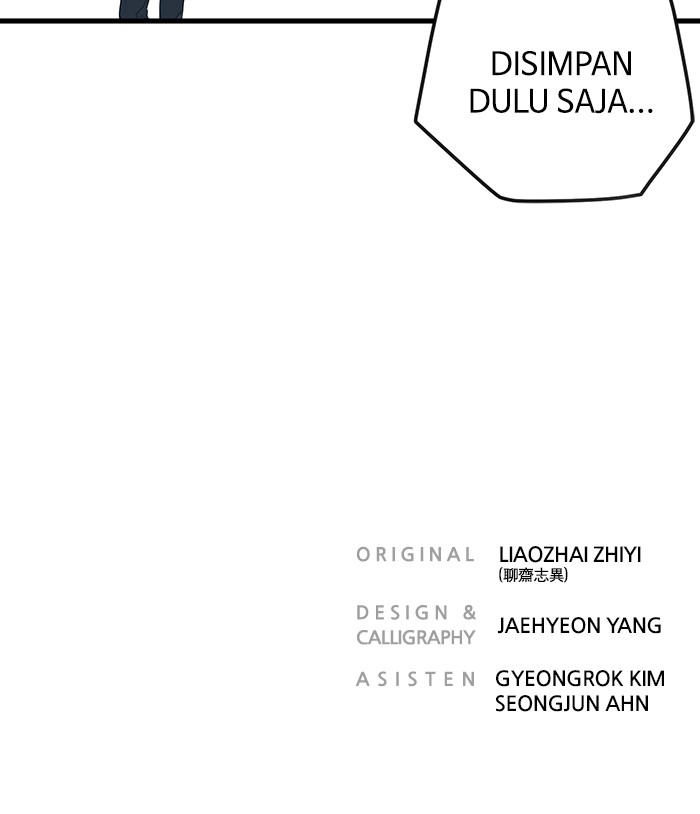 DISIMPAN
DULU SAJA...
ORIGINAL LIAOZHAI ZHIYI
(聊齋志異)
DESIGN &
CALLIGRAPHY JAEHYEON YANG
ASISTEN GYEONGROK KIM
SEONGJUN AHN